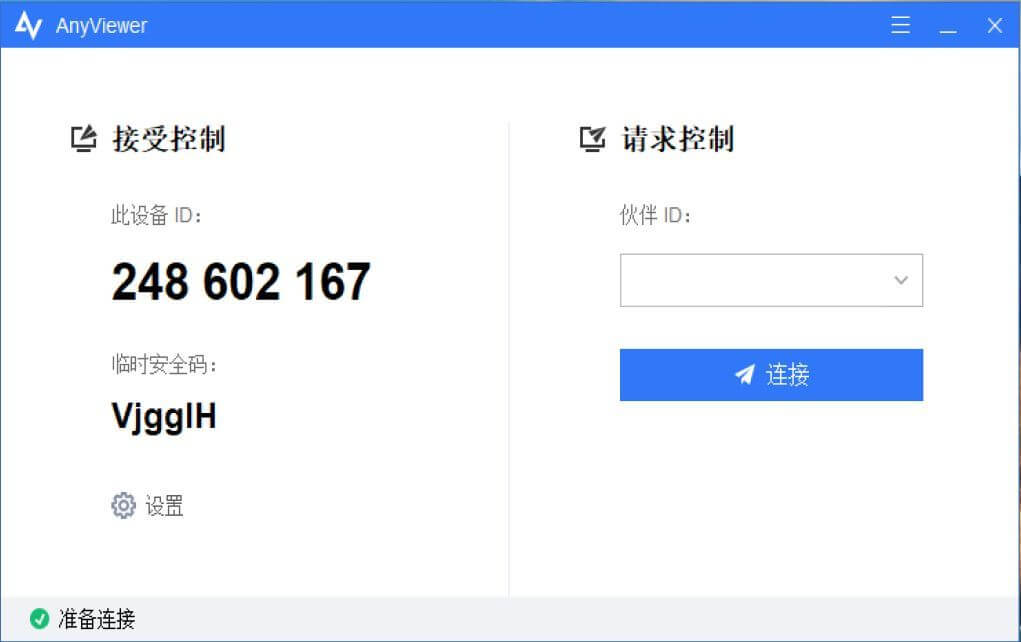 AnyViewer
接受控制
此设备 ID：
248 602 167
临时安全码：
VjgglH
设置
请求控制
伙伴 ID：
连接
准备连接